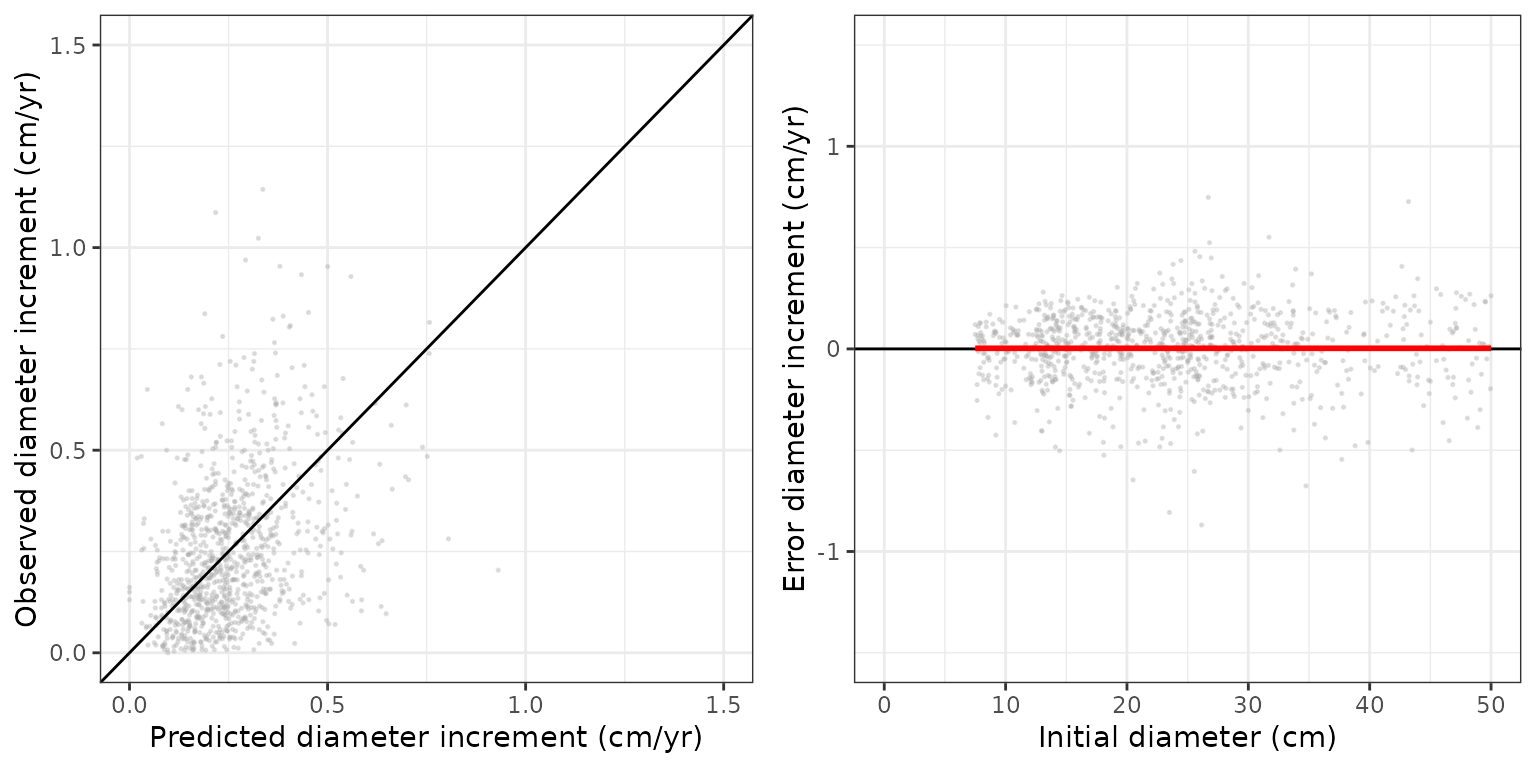 Observed diameter increment (cm/yr)
1.5
1.0
0.5
0.0
0.0 0.5 1.0 1.5
Predicted diameter increment (cm/yr)
Error diameter increment (cm/yr)
1
0
-1
0 10 20 30 40 50
Initial diameter (cm)